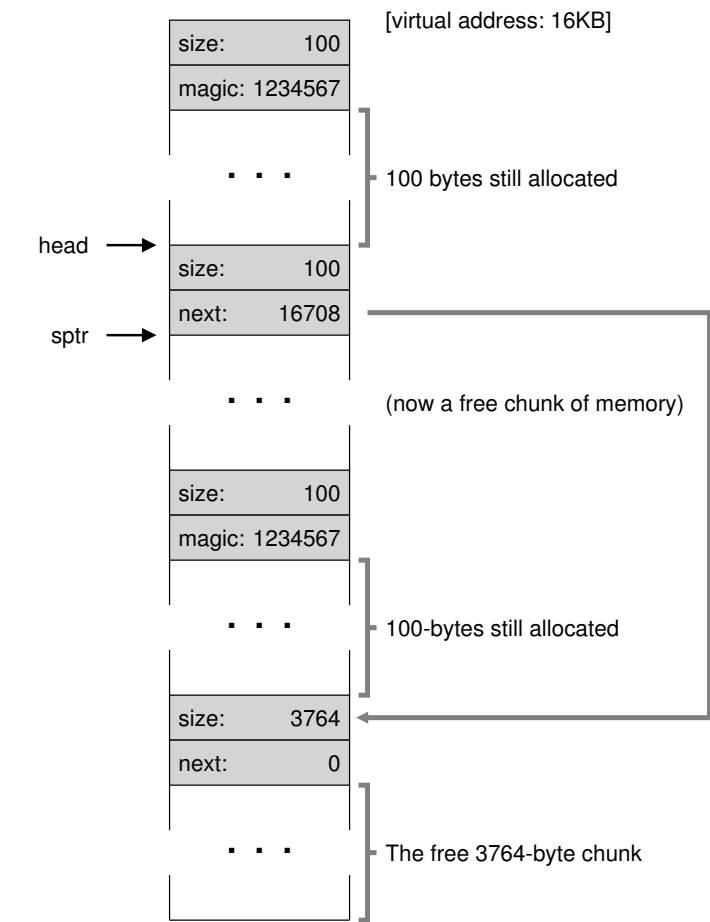 [virtual address: 16KB]
size: 100
magic: 1234567
. . .
100 bytes still allocated
head
size: 100
next: 16708
sptr
. . .
(now a free chunk of memory)
size: 100
magic: 1234567
. . .
100-bytes still allocated
size: 3764
next: 0
. . .
The free 3764-byte chunk